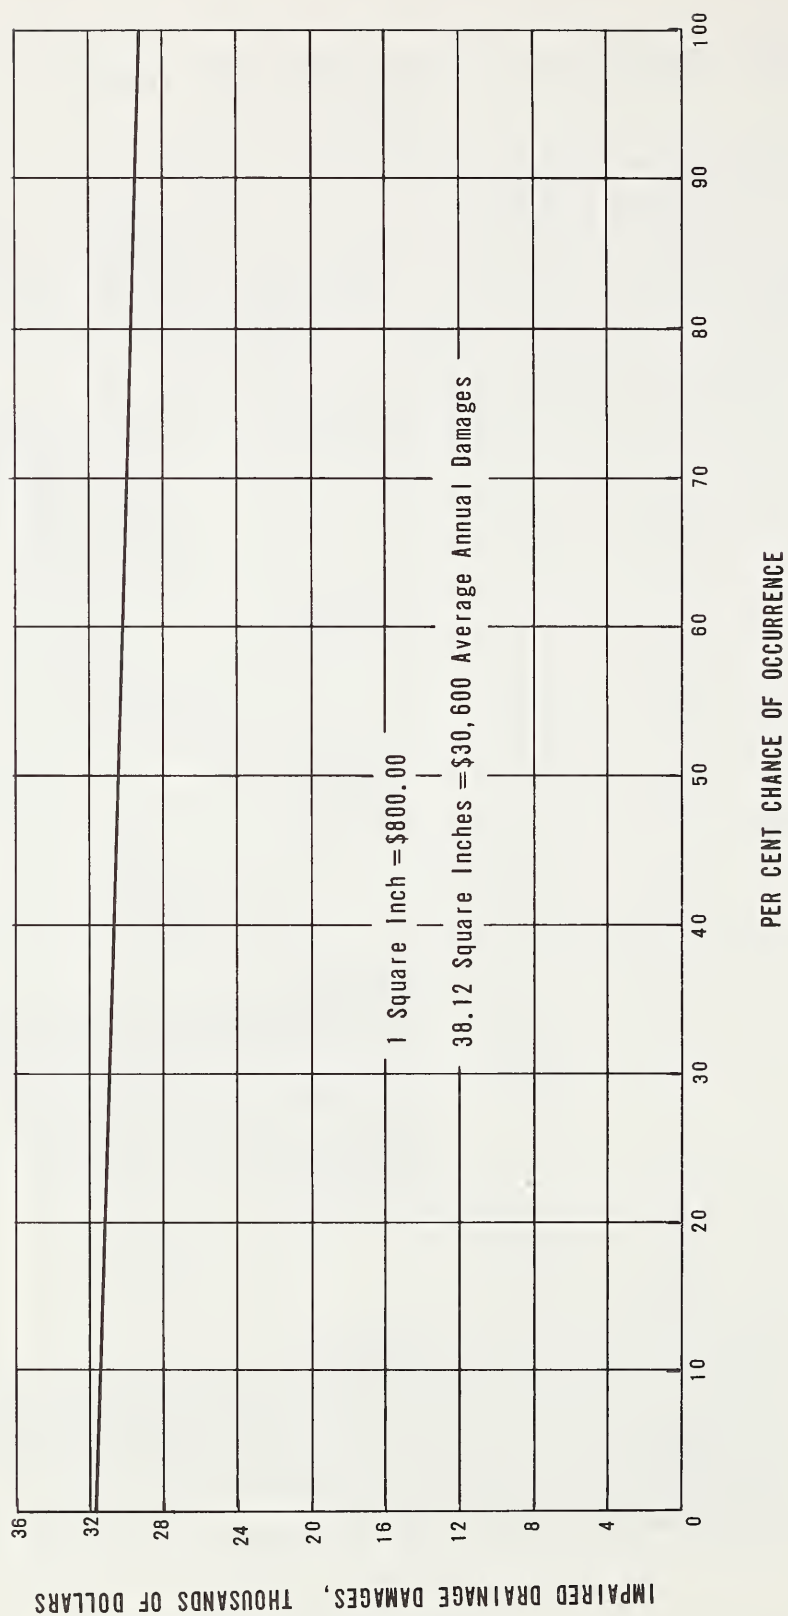 IMPAIRED DRAINAGE DAMAGES, THOUSANDS OF DOLLARS
36
32
28
24
20
16
12
8
4
0
1 Square Inch = $800.00
38.12 Square Inches = $30,600 Average Annual Damages
10 20 30 40 50 60 70 80 90 100
PER CENT CHANCE OF OCCURRENCE